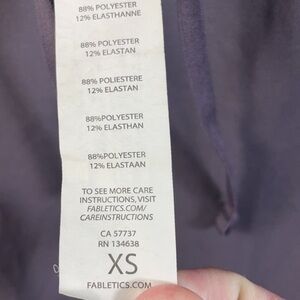 88% POLYESTER
12% ELASTHANNE
88% POLYESTER
12% ELASTAN
88% POLIESTERE
12% ELASTAN
88%POLYESTER
12% ELASTHAN
88%POLYESTER
12% ELASTAAN
TO SEE MORE CARE
INSTRUCTIONS,VISIT
FABLETICS.COM/
CAREINSTRUCTIONS
CA 57737
RN 134638
XS
FABLETICS.COM